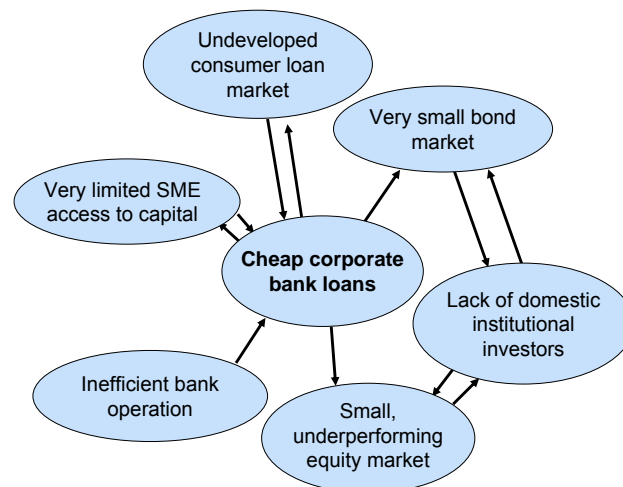 Undeveloped
consumer loan
market
Very small bond
market
Very limited SME
access to capital
Cheap corporate
bank loans
Lack of domestic
institutional
investors
Inefficient bank
operation
Small,
underperforming
equity market